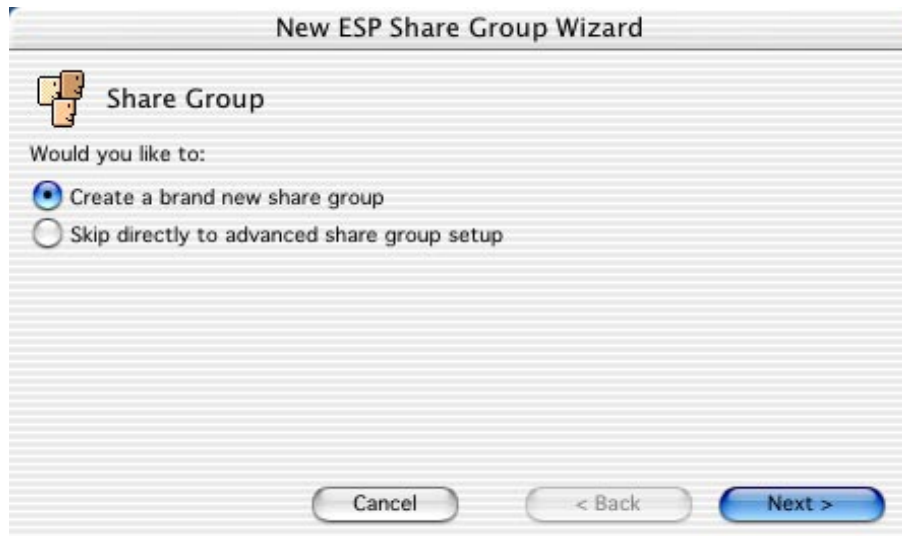 New ESP Share Group Wizard
Share Group
Would you like to:
Create a brand new share group
Skip directly to advanced share group setup
Cancel
< Back
Next >